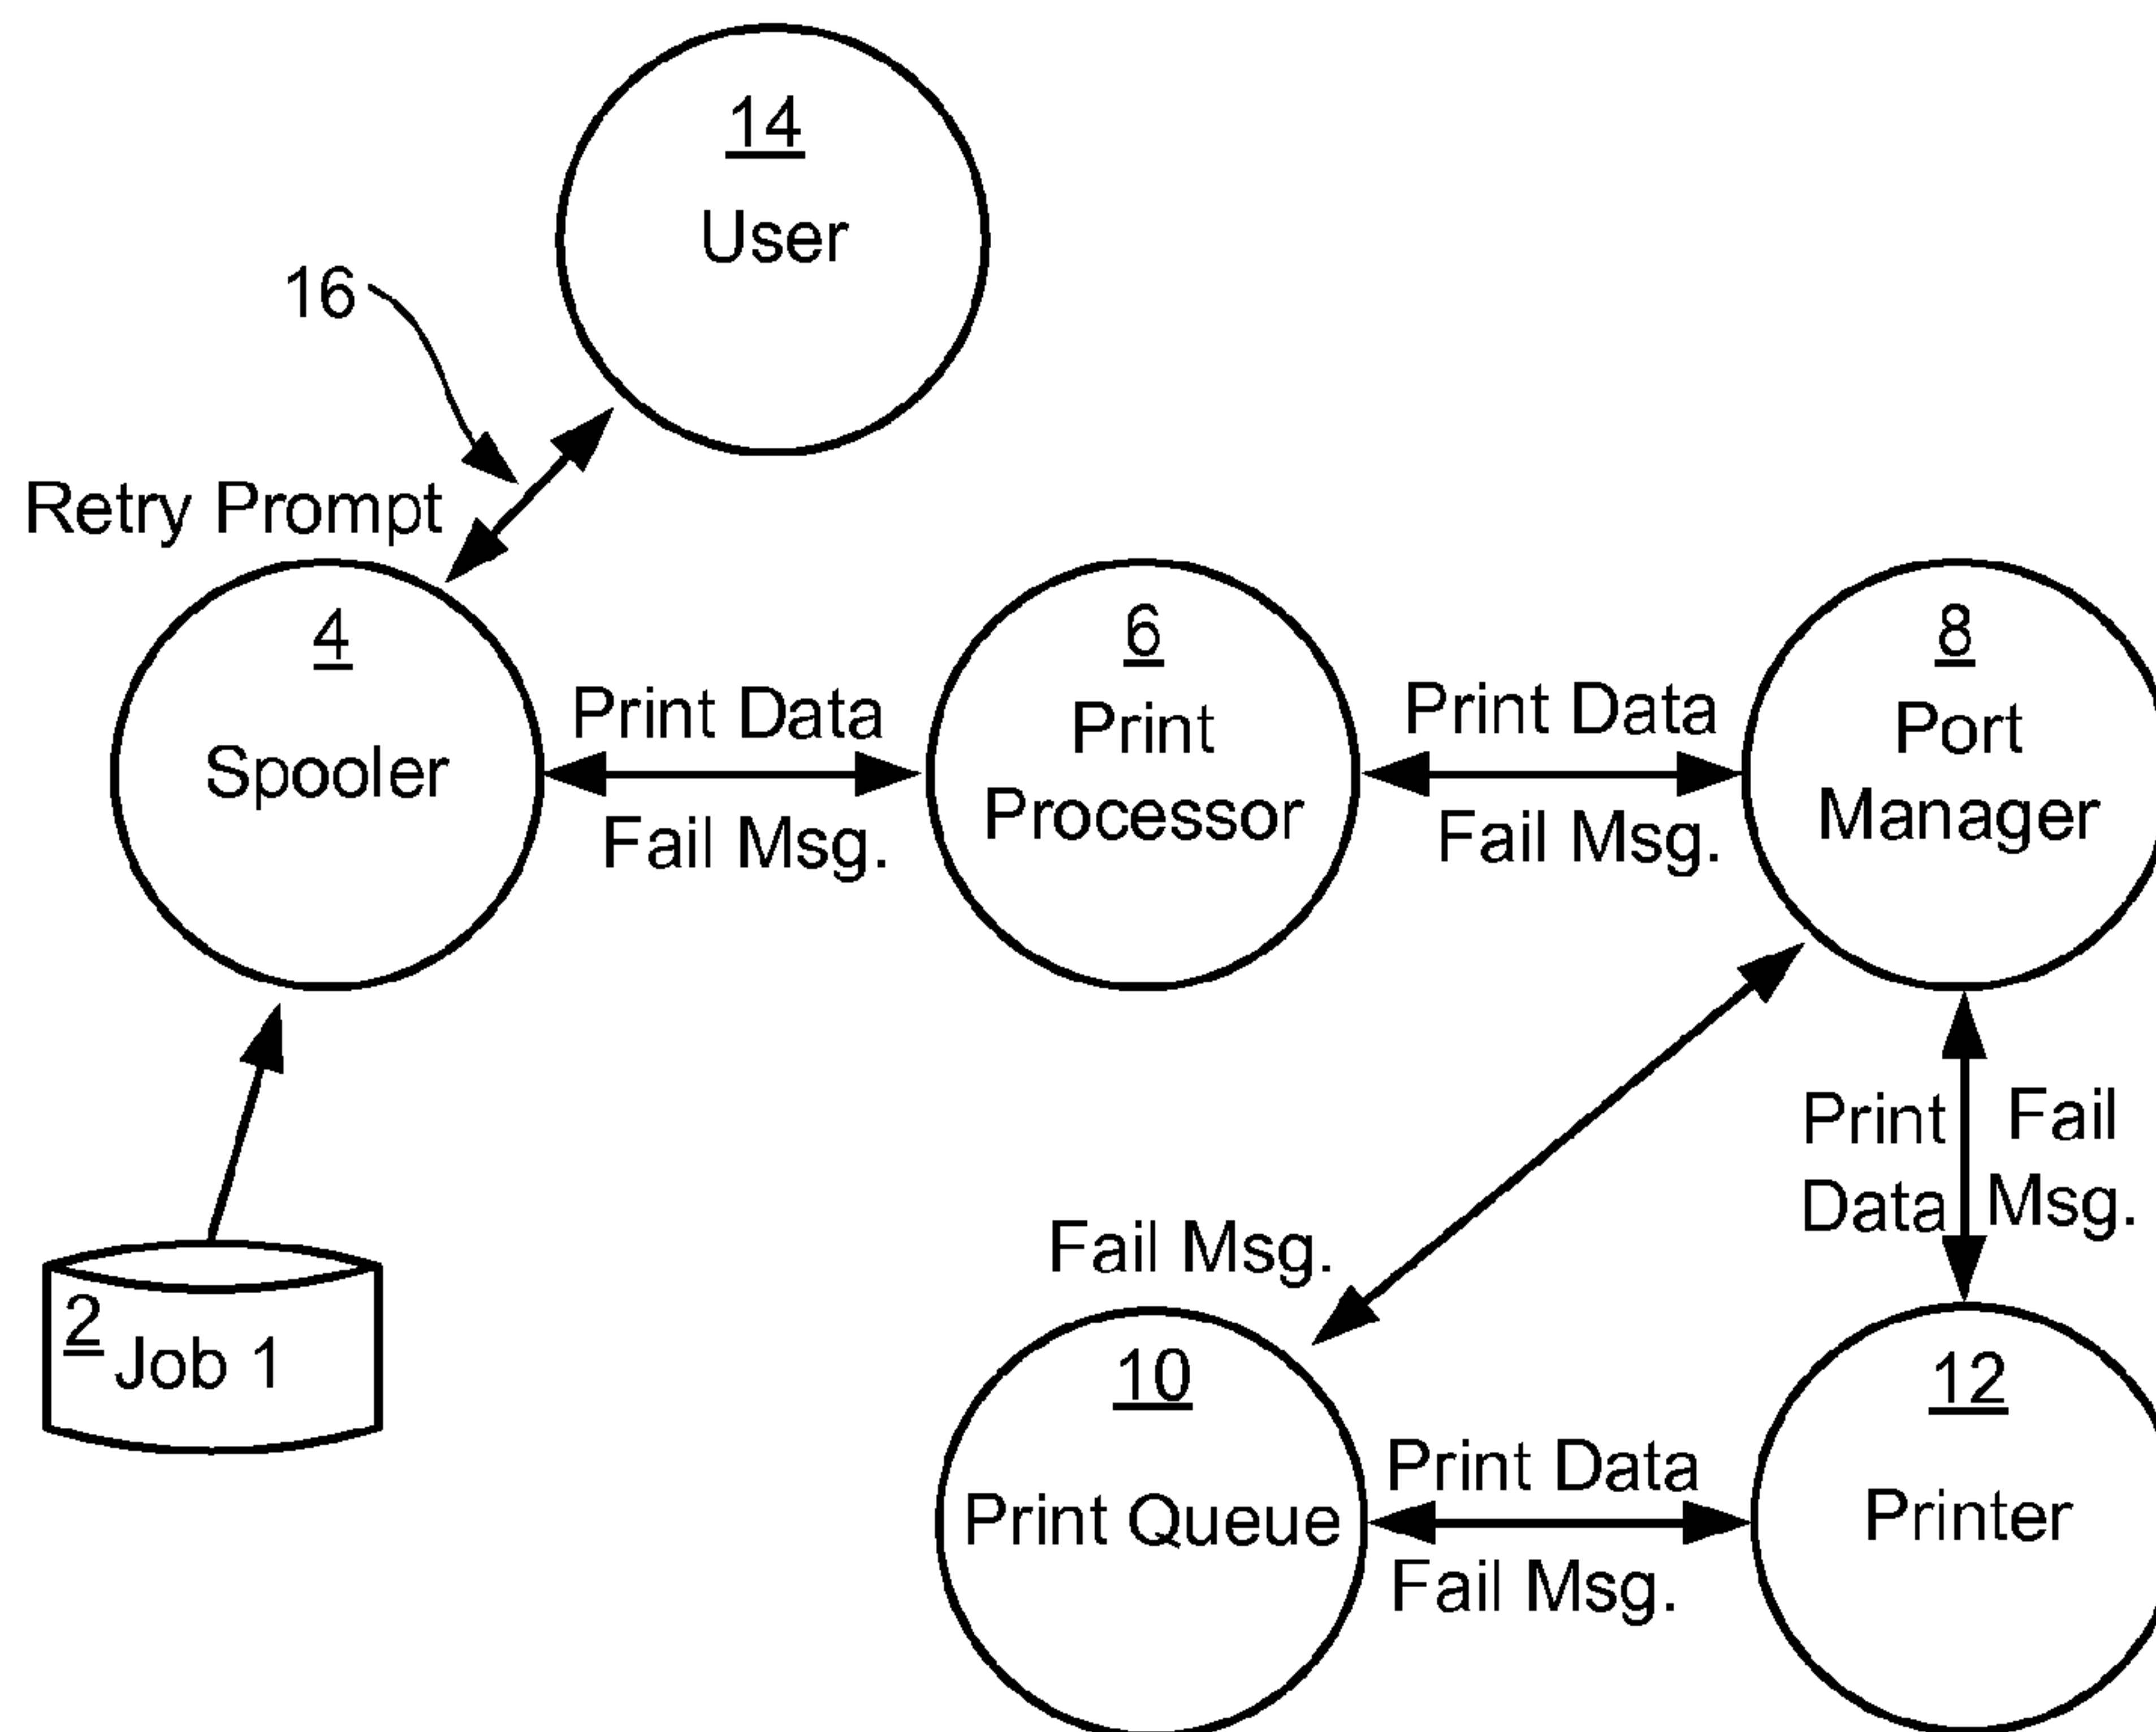 14
User
16
Retry Prompt
4
Spooler
Print Data
Fail Msg.
6
Print
Processor
Print Data
Fail Msg.
8
Port
Manager
Print
Data
Fail
Msg.
Fail Msg.
2
Job 1
10
Print Queue
Print Data
Fail Msg.
12
Printer